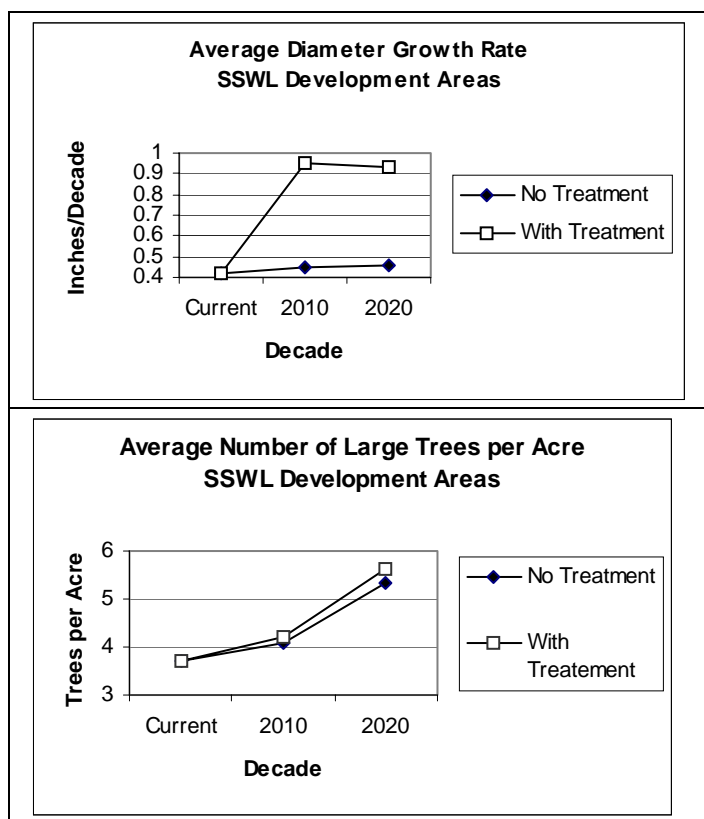 Average Diameter Growth Rate
SSWL Development Areas
Inches/Decade
1
0.9
0.8
0.7
0.6
0.5
0.4
Current 2010 2020
Decade
No Treatment
With Treatment
Average Number of Large Trees per Acre
SSWL Development Areas
Trees per Acre
6
5
4
3
Current 2010 2020
Decade
No Treatment
With
Treatement